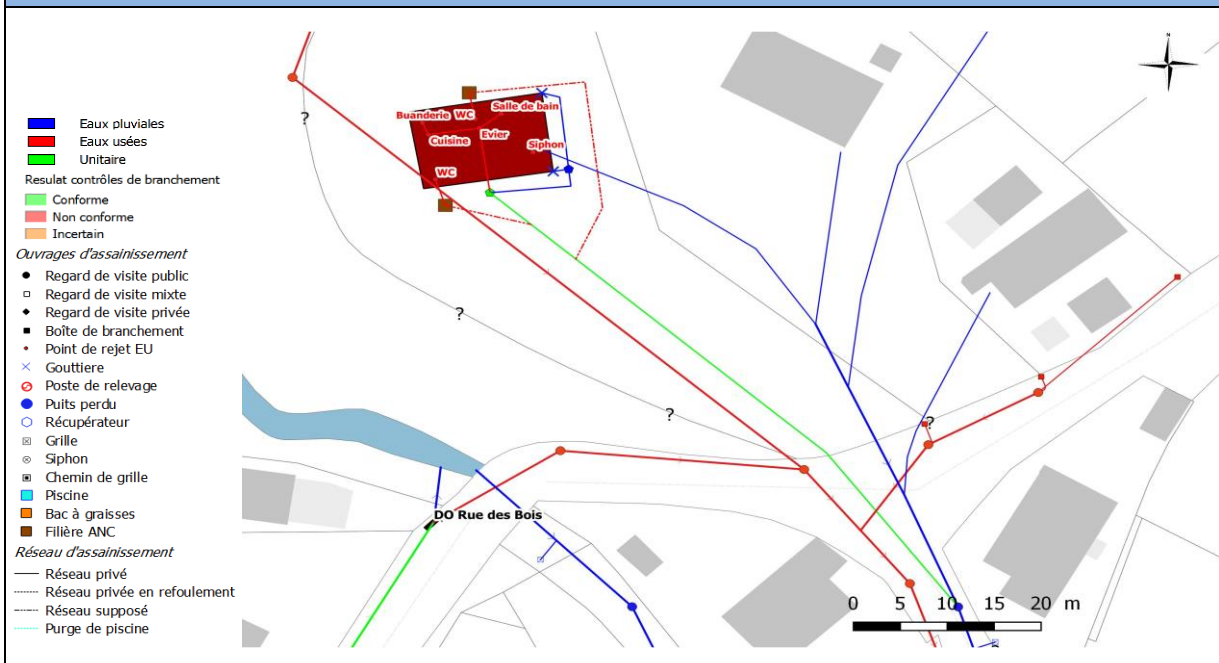 Eaux pluviales
Eaux usées
Unitaire
Resulat contrôles de branchement
Conforme
Non conforme
Incertain
Ouvrages d'assainissement
Regard de visite public
Regard de visite mixte
Regard de visite privée
Boîte de branchement
Point de rejet EU
Gouttiere
Poste de relevage
Puits perdu
Récupérateur
Grille
Siphon
Chemin de grille
Piscine
Bac à graisses
Filière ANC
Réseau d'assainissement
Réseau privé
Réseau privée en refoulement
Réseau supposé
Purge de piscine
N
?
Salle de bain
Buanderie WC
Evier
Cuisine
Siphon
WC
?
?
?
DO Rue des Bois
0 5 10 15 20 m